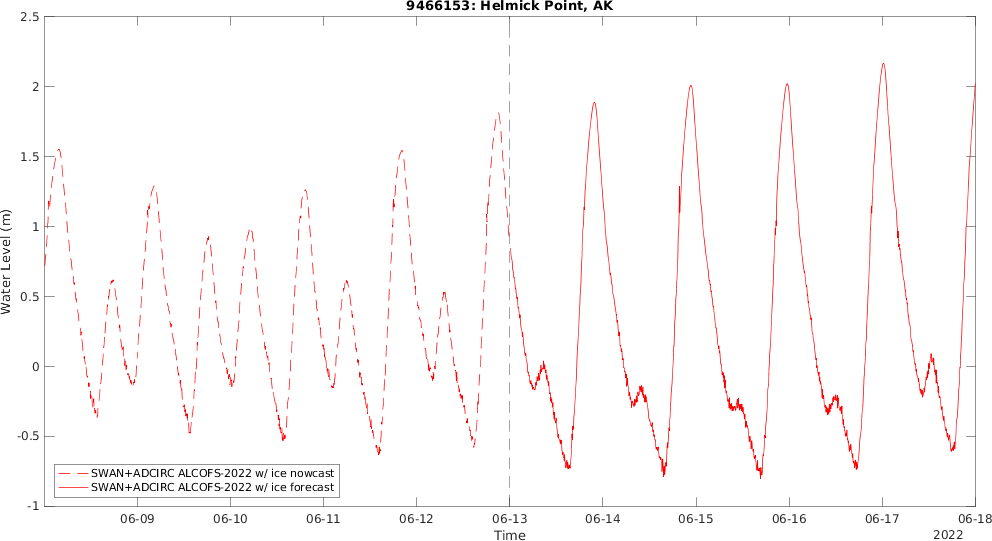 9466153: Helmick Point, AK
2.5
2
1.5
1
0.5
0
-0.5
-1
Water Level (m)
SWAN+ADCIRC ALCOFS-2022 w/ ice nowcast
SWAN+ADCIRC ALCOFS-2022 w/ ice forecast
06-09 06-10 06-11 06-12 06-13 06-14 06-15 06-16 06-17 06-18
Time
2022